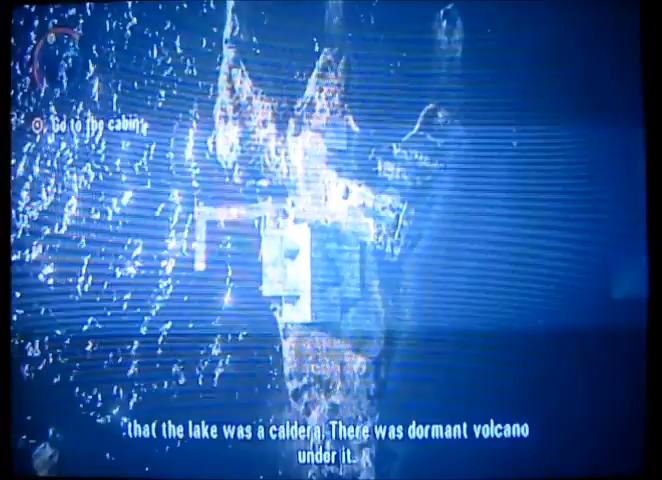 Go to the cabin
that the lake was a caldera. There was dormant volcano
under it.